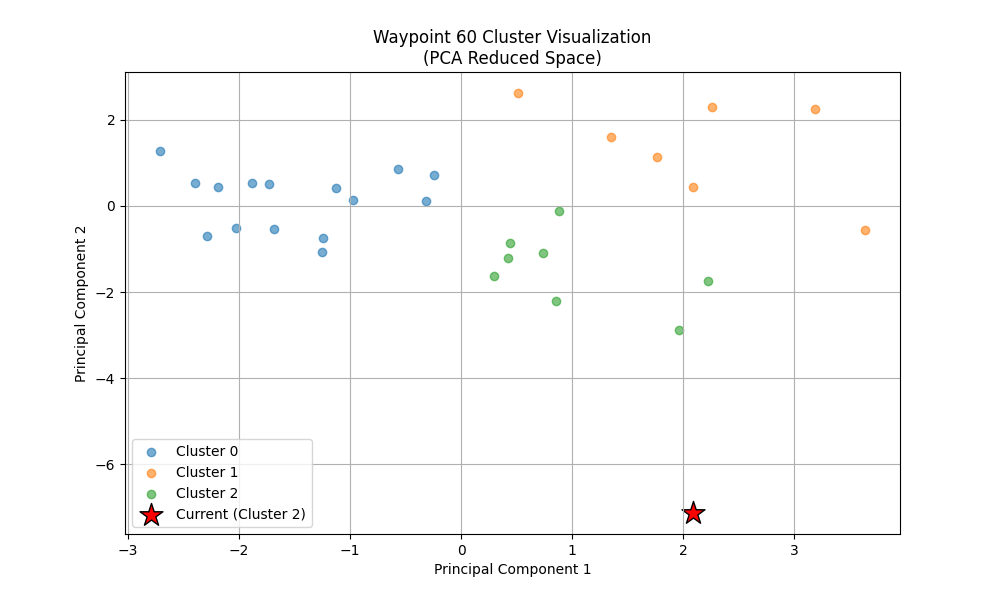 Waypoint 60 Cluster Visualization
(PCA Reduced Space)
Principal Component 2
2
0
−2
−4
−6
Cluster 0
Cluster 1
Cluster 2
Current (Cluster 2)
−3 −2 −1 0 1 2 3
Principal Component 1